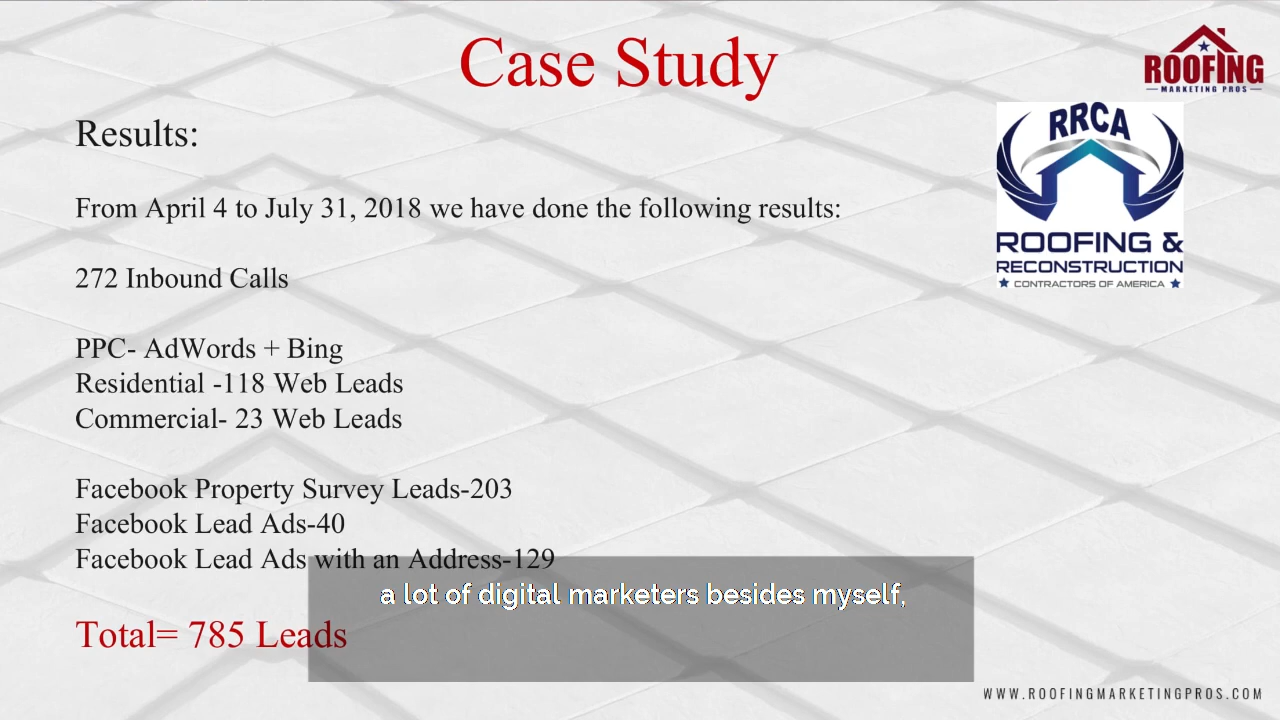 Case Study
ROOFING
MARKETING PROS
RRCA
ROOFING &
RECONSTRUCTION
CONTRACTORS OF AMERICA
Results:
From April 4 to July 31, 2018 we have done the following results:
272 Inbound Calls
PPC- AdWords + Bing
Residential -118 Web Leads
Commercial- 23 Web Leads
Facebook Property Survey Leads-203
Facebook Lead Ads-40
Facebook Lead Ads with an Address-129
a lot of digital marketers besides myself,
Total= 785 Leads
WWW.ROOFINGMARKETINGPROS.COM